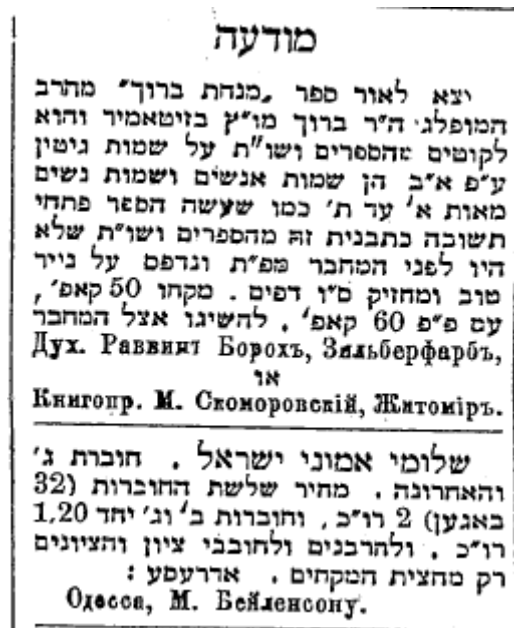 מודעה
יצא לאור ספר „מנחת ברוך״ מהרב
המופלג ה״ר ברוך מו״ץ בזיטאמיר והוא
לקוטים מהספרים ושו״ת על שמות גיטין
ע״פ א״ב הן שמות אנשים ושמות נשים
מאות א׳ עד ת׳ כמו שעשה הספר פתחי
תשובה כתבנית זה מהספרים ושו״ת שלא
היו לפני המחבר מפ״ת ונדפס על נייר
טוב ומחזיק ס״ו דפים. מקחו 50 קאפ׳,
עם פ״פ 60 קאפ׳. להשיגו אצל המחבר
Дух. Раввинъ Борохъ, Зильберфарбъ,
או
Книгопр. М. Скоморовскій, Житоміръ.
שלומי אמוני ישראל. חוברת ג׳
והאחרונה. מחיר שלשת החוברות (32
באגען) 2 רו״כ, וחוברות ב׳ וג׳ יחד 1,20
רו״כ. ולהרבנים ולחובבי ציון והציונים
רק מחצית המקחים. אדרעסע:
Одесса, М. Бейленсону.